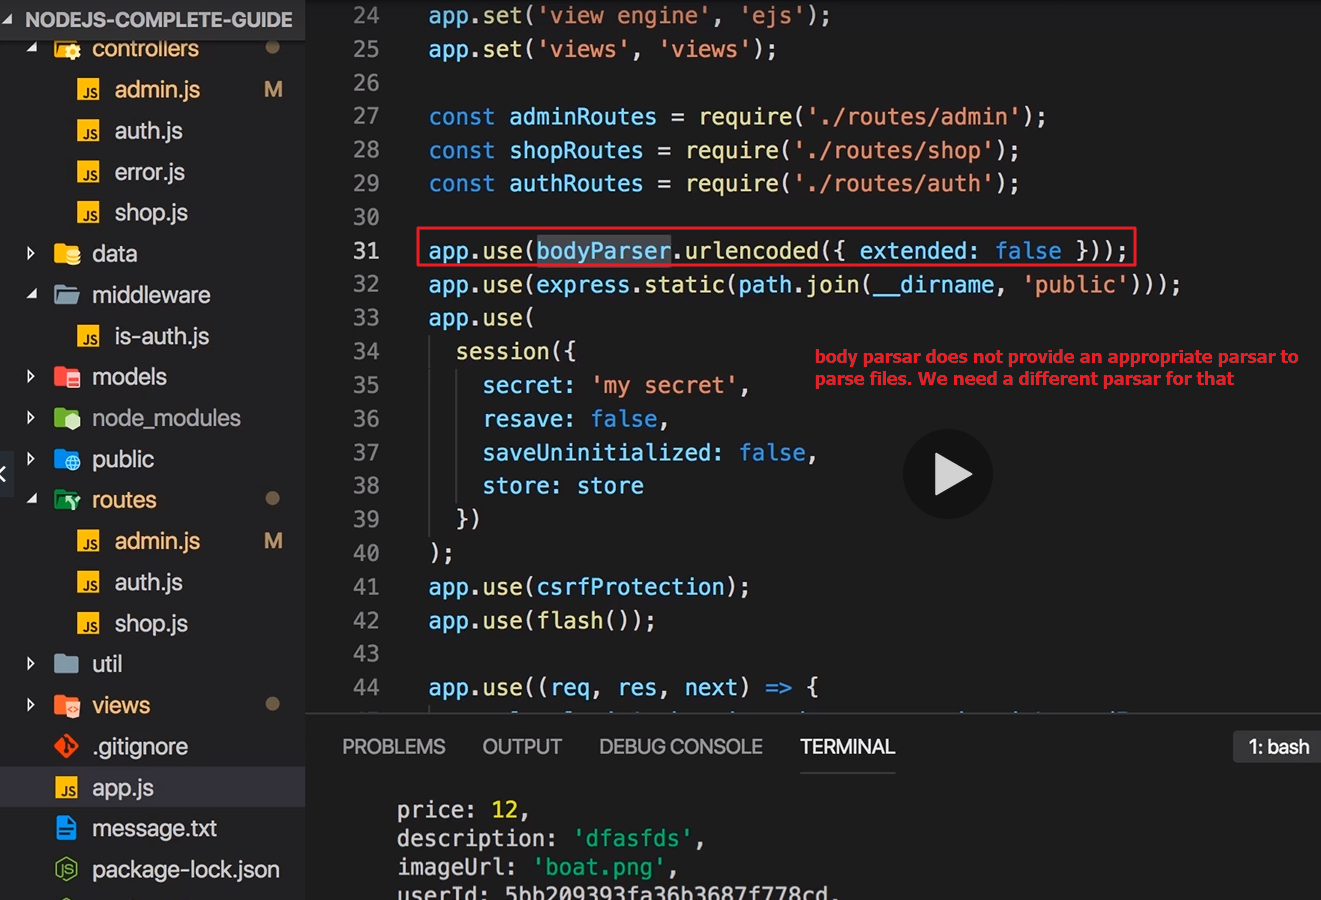 NODEJS-COMPLETE-GUIDE
controllers
admin.js M
auth.js
error.js
shop.js
data
middleware
is-auth.js
models
node_modules
public
routes
admin.js M
auth.js
shop.js
util
views
.gitignore
app.js
message.txt
package-lock.json
24 app.set('view engine', 'ejs');
25 app.set('views', 'views');
26
27 const adminRoutes = require('./routes/admin');
28 const shopRoutes = require('./routes/shop');
29 const authRoutes = require('./routes/auth');
30
31 app.use(bodyParser.urlencoded({ extended: false }));
32 app.use(express.static(path.join(__dirname, 'public')));
33 app.use(
34 session({
35 secret: 'my secret',
36 resave: false,
37 saveUninitialized: false,
38 store: store
39 })
40 );
41 app.use(csrfProtection);
42 app.use(flash());
43
44 app.use((req, res, next) => {
body parsar does not provide an appropriate parsar to
parse files. We need a different parsar for that
PROBLEMS OUTPUT DEBUG CONSOLE TERMINAL 1: bash
price: 12,
description: 'dfasfds',
imageUrl: 'boat.png',
userId: 5bb209393fa36b3687f778cd,